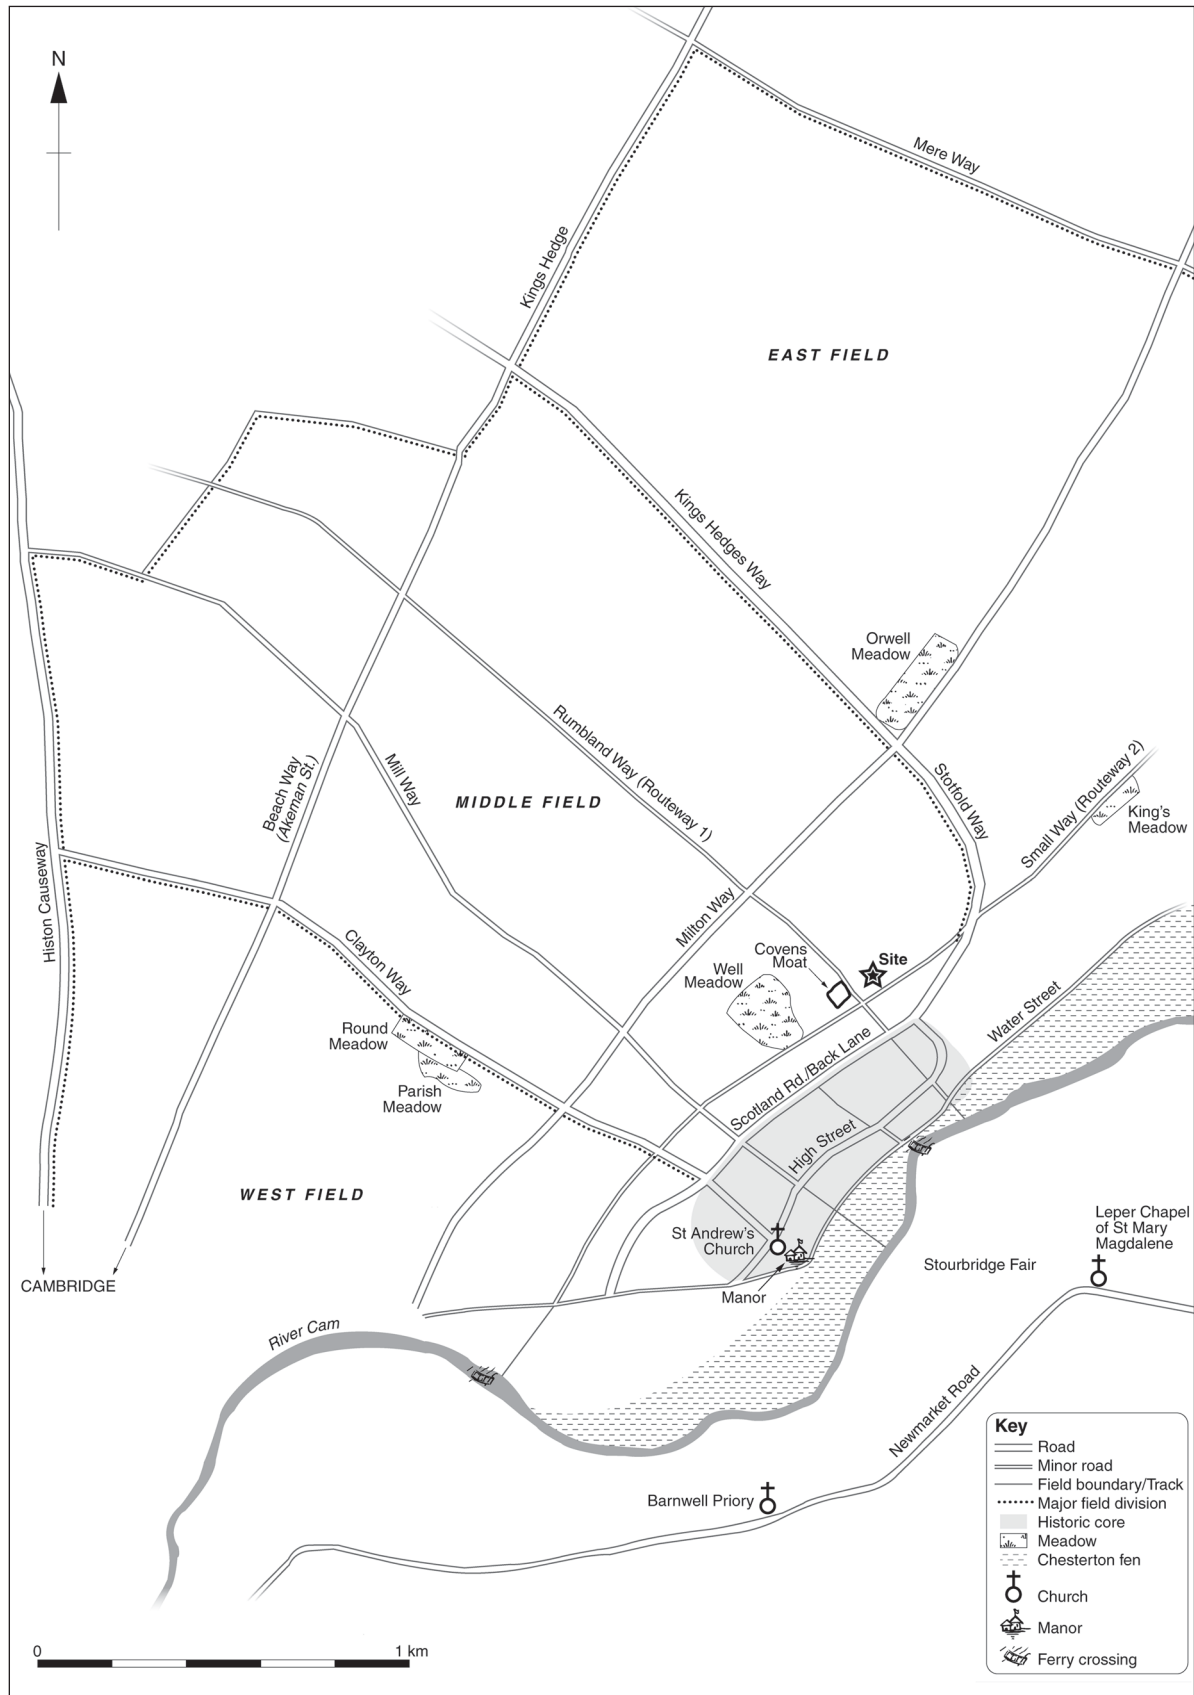 N
Mere Way
Kings Hedge
EAST FIELD
Kings Hedges Way
Orwell
Meadow
Rumbland Way (Routeway 1)
Stotfold Way
Small Way (Routeway 2)
King's
Meadow
Beach Way
(Akeman St.)
Mill Way
MIDDLE FIELD
Histon Causeway
Milton Way
Clayton Way
Covens
Moat
Site
Well
Meadow
Water Street
Round
Meadow
Scotland Rd./Back Lane
Parish
Meadow
High Street
WEST FIELD
St Andrew's
Church
Leper Chapel
of St Mary
Magdalene
Stourbridge Fair
CAMBRIDGE
Manor
River Cam
Newmarket Road
Barnwell Priory
Key
Road
Minor road
Field boundary/Track
Major field division
Historic core
Meadow
Chesterton fen
Church
Manor
Ferry crossing
0
1 km